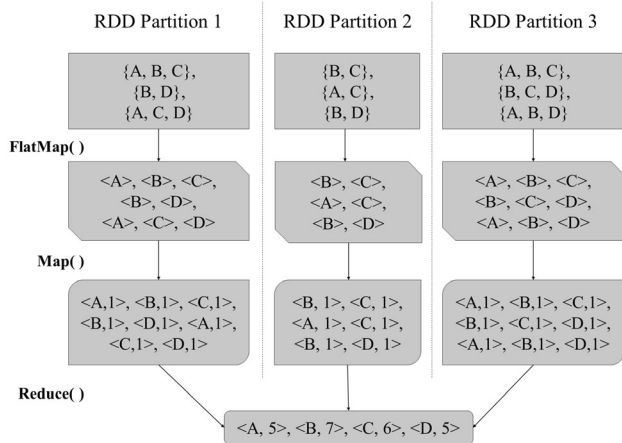 RDD Partition 1
RDD Partition 2
RDD Partition 3
{A, B, C},
{B, D},
{A, C, D}
{B, C},
{A, C},
{B, D}
{A, B, C},
{B, C, D},
{A, B, D}
FlatMap( )
<A>, <B>, <C>,
<B>, <D>,
<A>, <C>, <D>
<B>, <C>,
<A>, <C>,
<B>, <D>
<A>, <B>, <C>,
<B>, <C>, <D>,
<A>, <B>, <D>
Map( )
<A,1>, <B,1>, <C,1>,
<B,1>, <D,1>, <A,1>,
<C,1>, <D,1>
<B, 1>, <C, 1>,
<A, 1>, <C, 1>,
<B, 1>, <D, 1>
<A,1>, <B,1>, <C,1>,
<B,1>, <C,1>, <D,1>,
<A,1>, <B,1>, <D,1>
Reduce( )
<A, 5>, <B, 7>, <C, 6>, <D, 5>